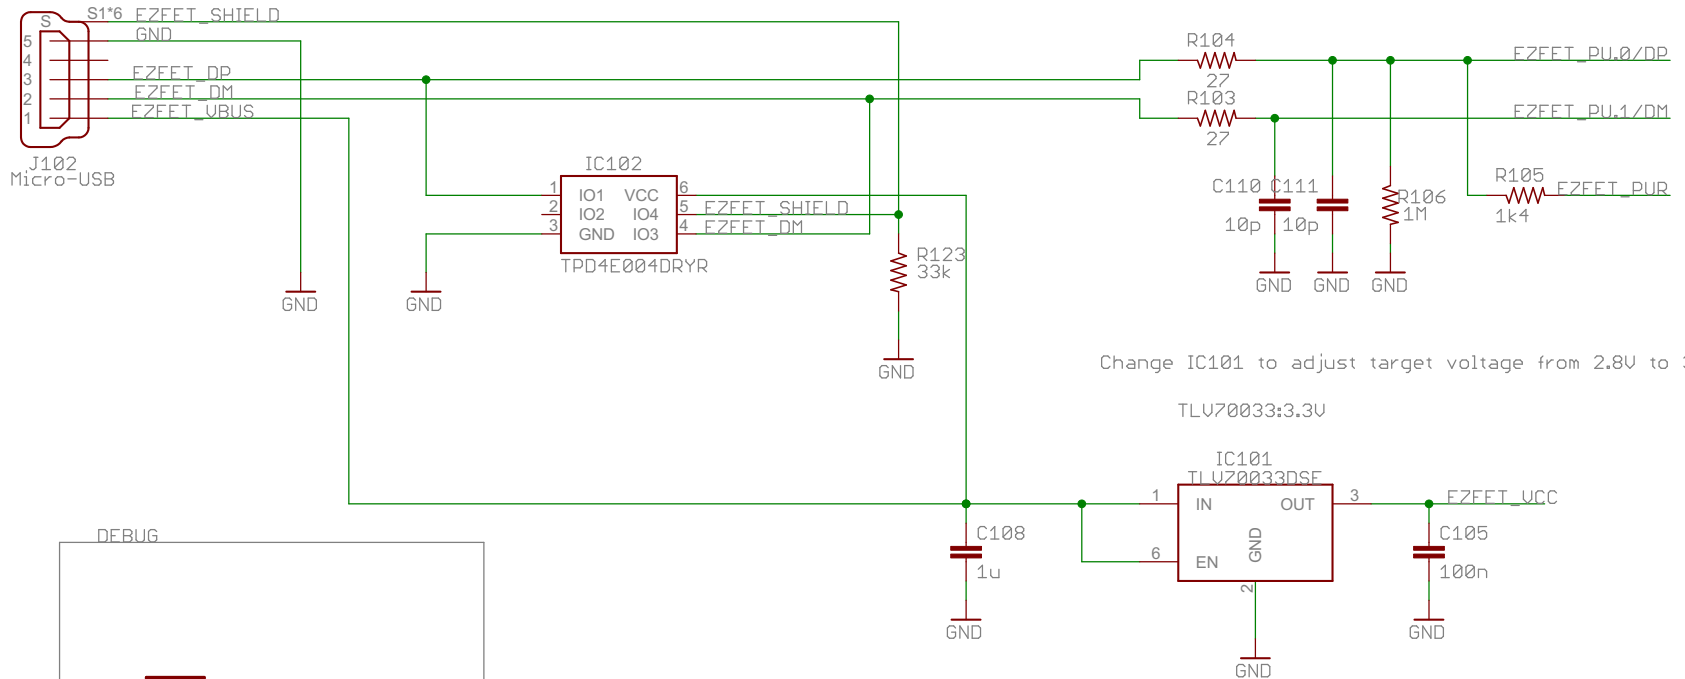 S
S1*6
EZFET_SHIELD
5
GND
4
3
EZFET_DP
2
EZFET_DM
1
EZFET_VBUS
J102
Micro-USB
R104
27
R103
27
EZFET_PU.0/DP
EZFET_PU.1/DM
IC102
1
IO1
VCC
6
2
IO2
IO4
5
EZFET_SHIELD
3
GND
IO3
4
EZFET_DM
TPD4E004DRYR
C110
C111
10p
10p
R106
1M
R105
1k4
EZFET_PUR
R123
33k
GND
GND
GND
GND
GND
GND
Change IC101 to adjust target voltage from 2.8V to
TLV70033:3.3V
IC101
TLV70033DSE
1
IN
OUT
3
EZFET_VCC
6
EN
GND
2
C108
1u
C105
100n
GND
GND
GND
DEBUG